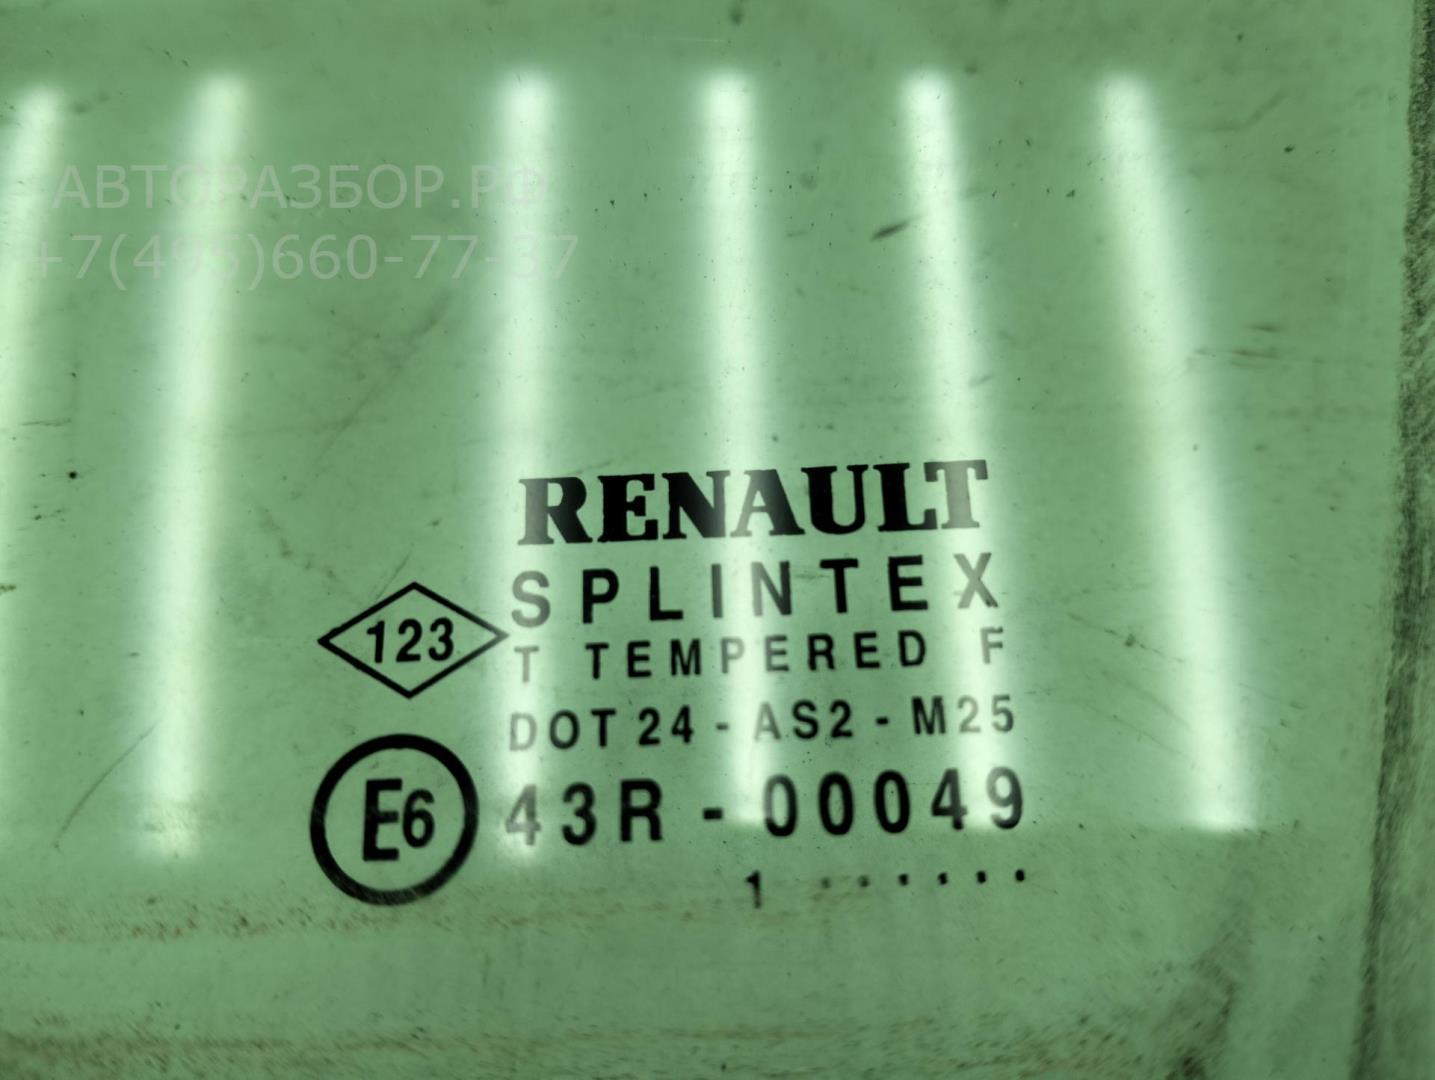 АВТОРАЗБОР.РФ
+7(495)660-77-37
RENAULT
SPLINTEX
123
T TEMPERED F
DOT 24 - AS2 - M25
E6
43R - 00049
1 .......